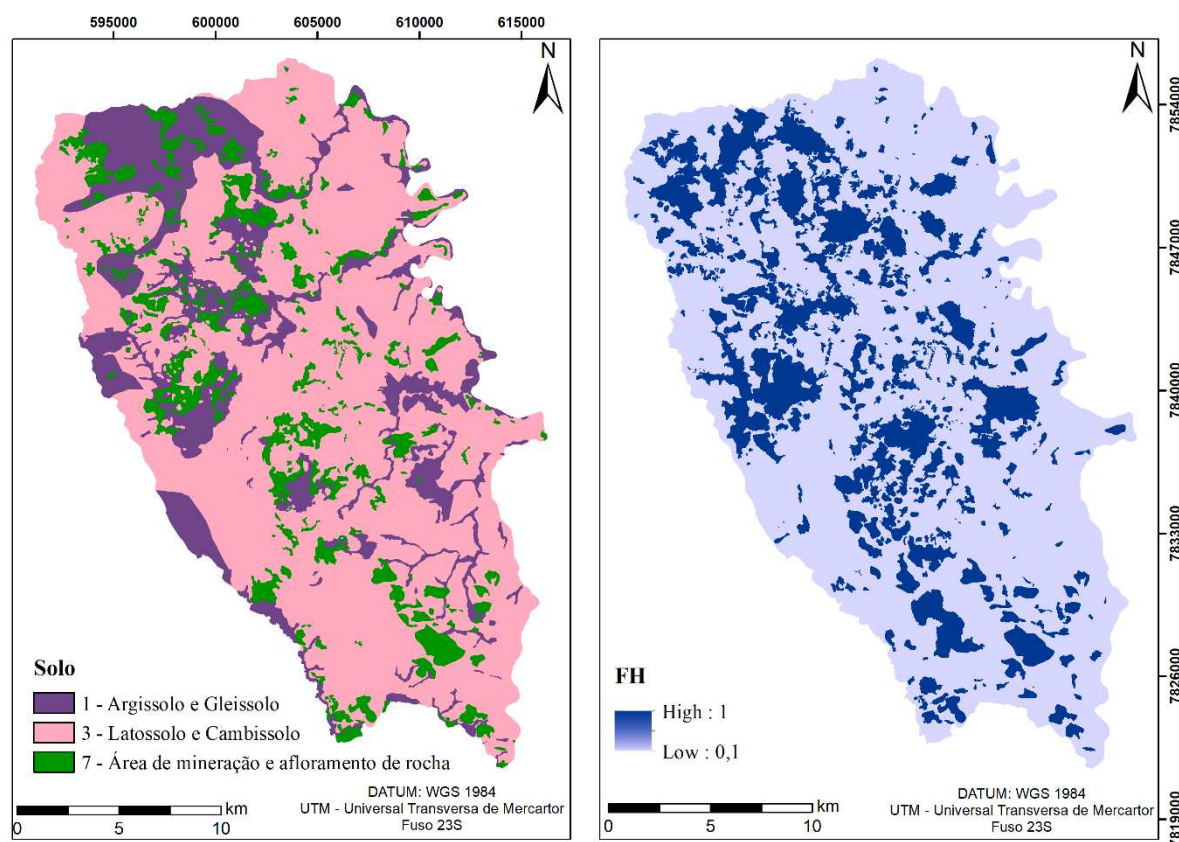 595000 600000 605000 610000 615000
N
Solo
1 - Argissolo e Gleissolo
3 - Latossolo e Cambissolo
7 - Área de mineração e afloramento de rocha
km
0 5 10
DATUM: WGS 1984
UTM - Universal Transversa de Mercartor
Fuso 23S
N
7854000
7847000
7840000
7833000
7826000
7819000
FH
High : 1
Low : 0,1
km
0 5 10
DATUM: WGS 1984
UTM - Universal Transversa de Mercartor
Fuso 23S